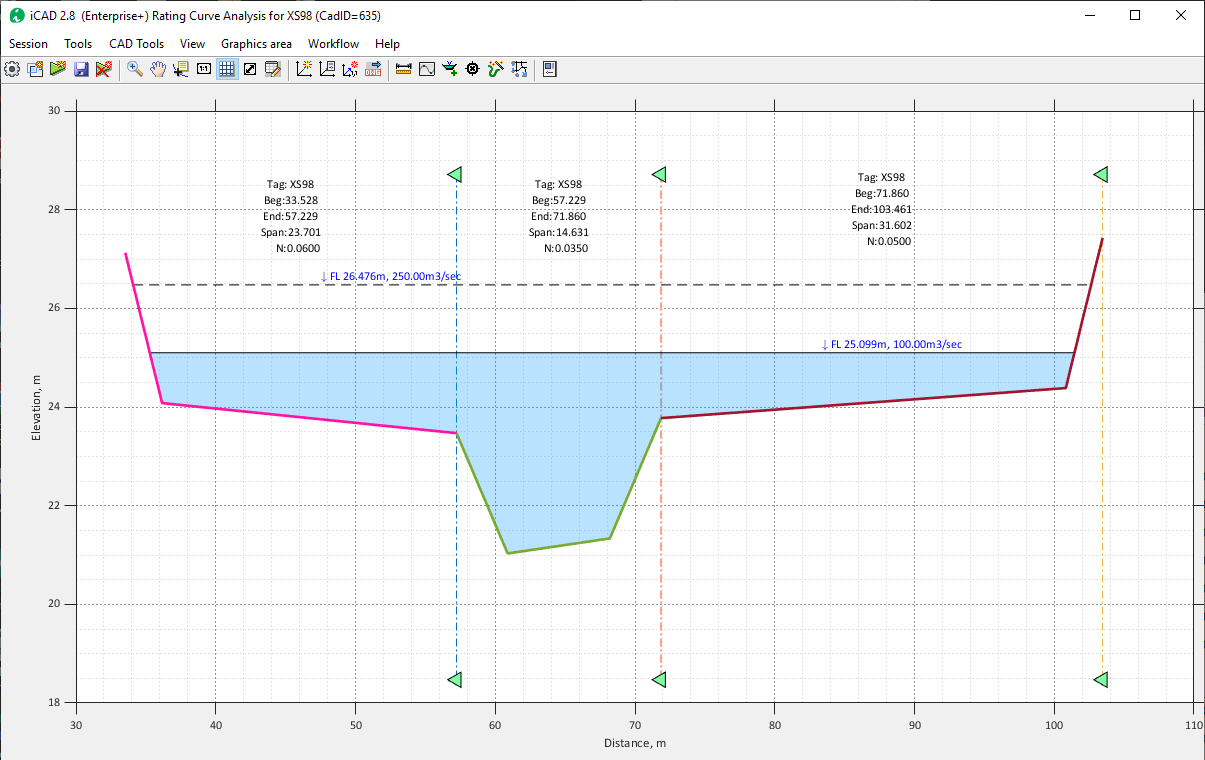 iCAD 2.8 (Enterprise+) Rating Curve Analysis for XS98 (CadID=635)
Session Tools CAD Tools View Graphics area Workflow Help
1:1
30
28
26
24
22
20
18
Elevation, m
Tag: XS98
Beg:33.528
End:57.229
Span:23.701
N:0.0600
Tag: XS98
Beg:57.229
End:71.860
Span:14.631
N:0.0350
Tag: XS98
Beg:71.860
End:103.461
Span:31.602
N:0.0500
↓ FL 26.476m, 250.00m3/sec
↓ FL 25.099m, 100.00m3/sec
30 40 50 60 70 80 90 100 110
Distance, m